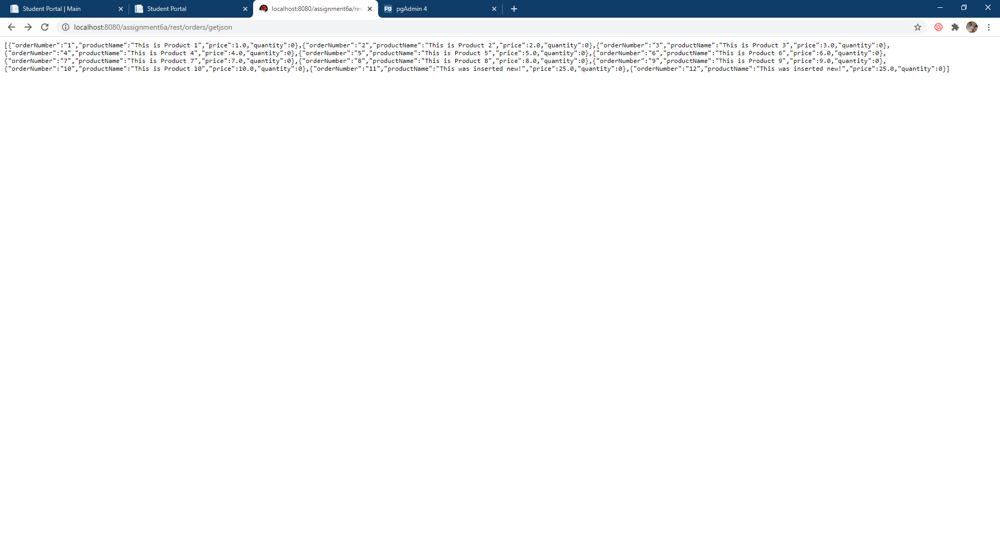 Student Portal | Main
Student Portal
localhost:8080/assignment6a/res
pg pgAdmin 4
localhost:8080/assignment6a/rest/orders/getjson
[{"orderNumber":"1","productName":"This is Product 1","price":1.0,"quantity":0},{"orderNumber":"2","productName":"This is Product 2","price":2.0,"quantity":0},{"orderNumber":"3","productName":"This is Product 3","price":3.0,"quantity":0},
{"orderNumber":"4","productName":"This is Product 4","price":4.0,"quantity":0},{"orderNumber":"5","productName":"This is Product 5","price":5.0,"quantity":0},{"orderNumber":"6","productName":"This is Product 6","price":6.0,"quantity":0},
{"orderNumber":"7","productName":"This is Product 7","price":7.0,"quantity":0},{"orderNumber":"8","productName":"This is Product 8","price":8.0,"quantity":0},{"orderNumber":"9","productName":"This is Product 9","price":9.0,"quantity":0},
{"orderNumber":"10","productName":"This is Product 10","price":10.0,"quantity":0},{"orderNumber":"11","productName":"This was inserted new!","price":25.0,"quantity":0},{"orderNumber":"12","productName":"This was inserted new!","price":25.0,"quantity":0}]